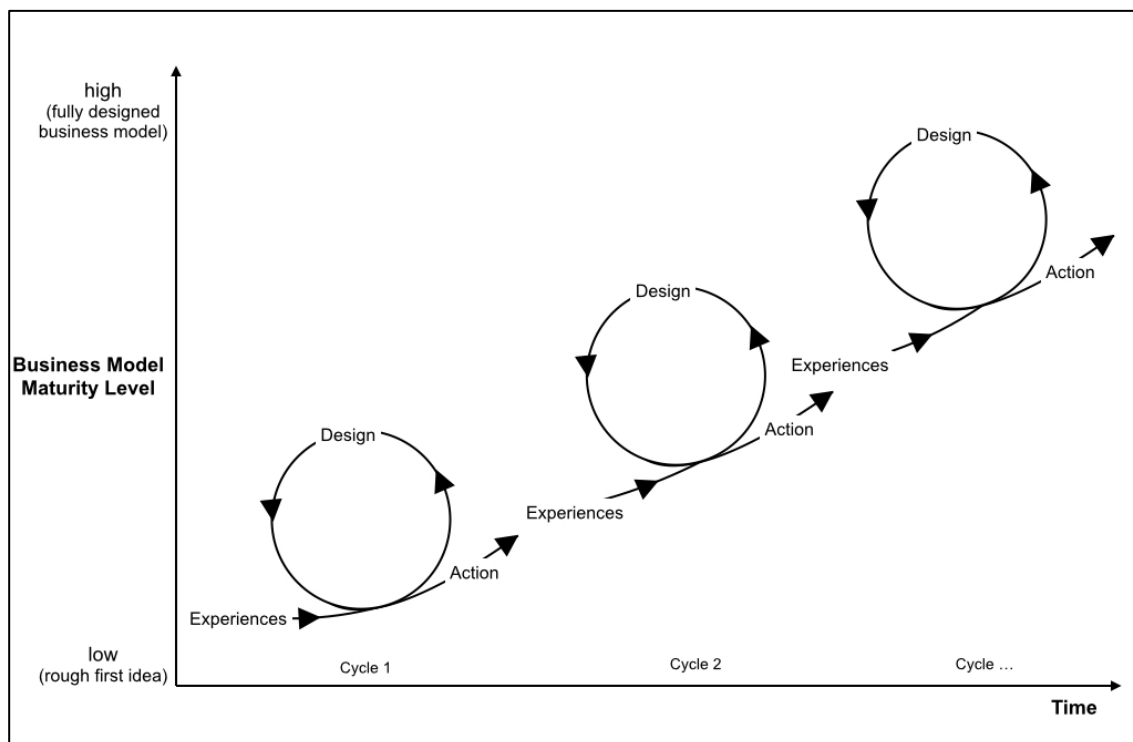 high
(fully designed
business model)
Design
Action
Design
Experiences
Business Model
Maturity Level
Action
Design
Experiences
Action
Experiences
low
(rough first idea)
Cycle 1
Cycle 2
Cycle ...
Time